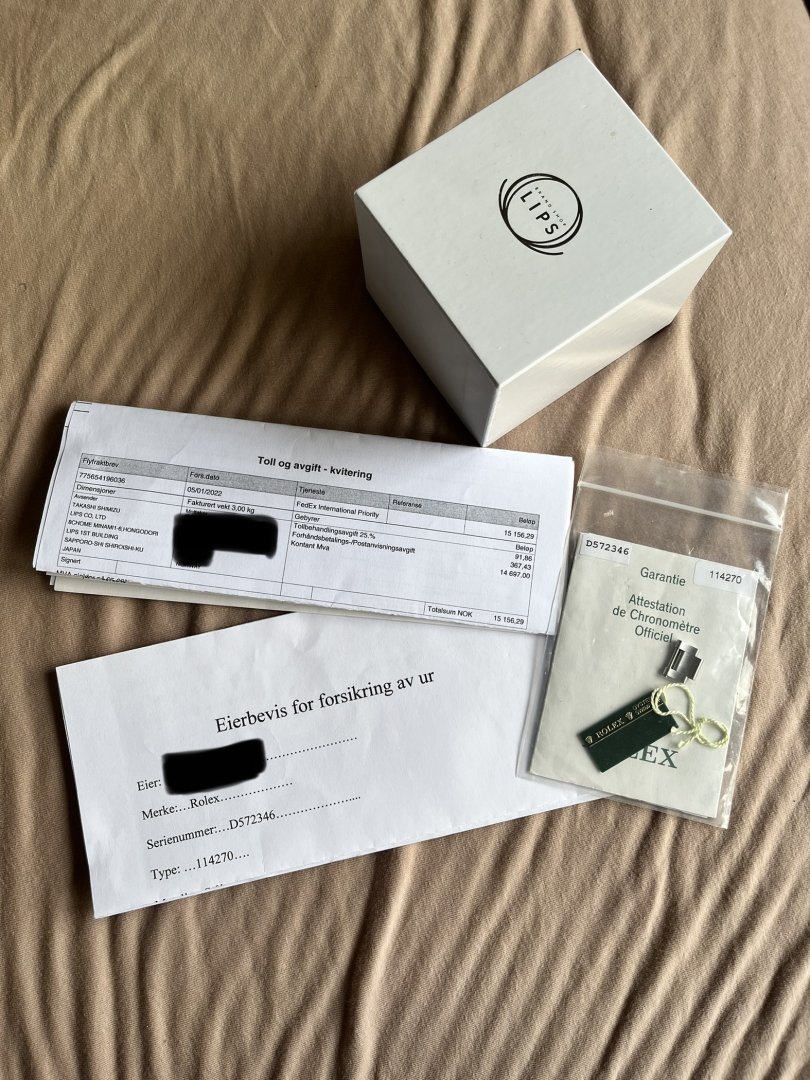 BRAND SHOP
LIPS
Toll og avgift - kvitering
Flyfraktbrev
Førs.dato
Tjeneste
Referanse
Beløp
775654196036
05/01/2022
FedEx International Priority
15 156,29
Dimensjoner
Fakturert vekt 3,00 kg
Gebyrer
Beløp
Avsender
TAKASHI SHIMIZU
LIPS CO, LTD
8CHOME MINAMI1-6,HONGODORI
LIPS 1ST BUILDING
SAPPORO-SHI SHIROISHI-KU
JAPAN
Tollbehandlingsavgift 25.%
91,86
Forhåndsbetalings-/Postanvisningsavgift
367,43
Kontant Mva
14 697,00
Signert
Totalsum NOK
15 156,29
D572346
114270
Garantie
Attestation
de Chronomètre
Officiel
ROLEX
LEX
Eierbevis for forsikring av ur
Eier:
Merke:...Rolex..................
Serienummer:...D572346......................
Type: ...114270....